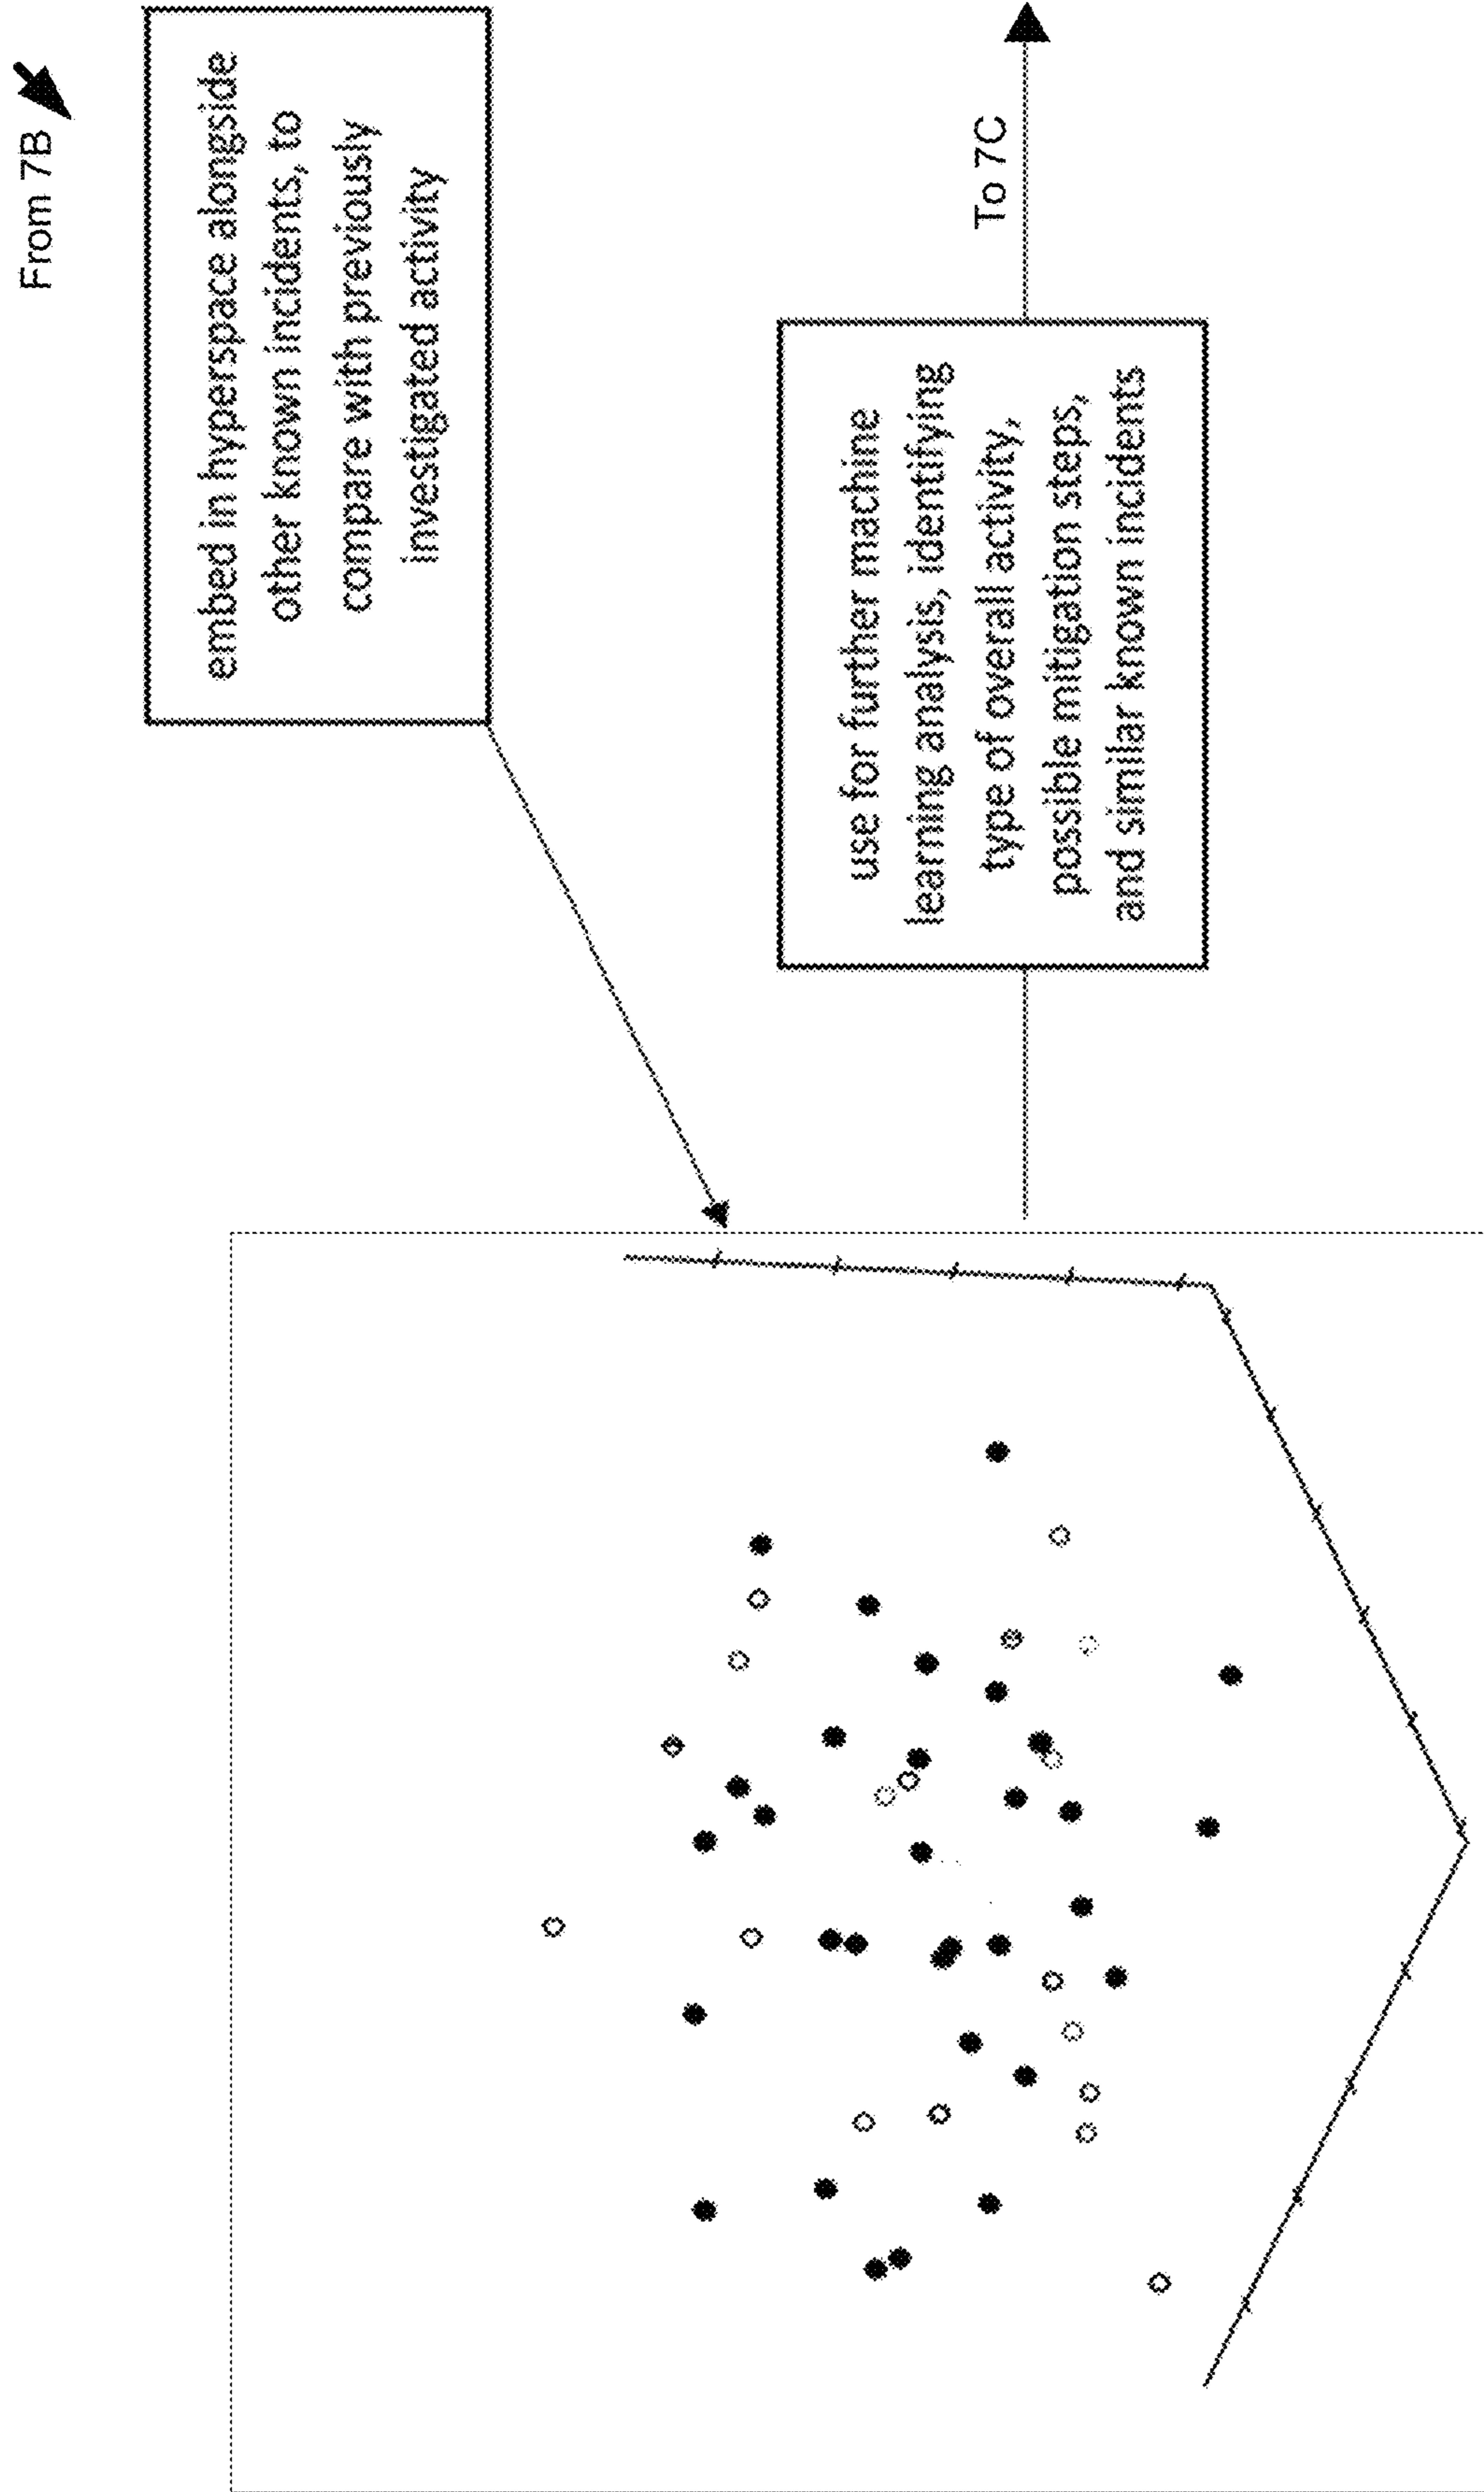 From 7B
embed in hyperspace alongside
other known incidents, to
compare with previously
investigated activity
To 7C
use for further machine
learning analysis, identifying
type of overall activity,
possible mitigation steps,
and similar known incidents